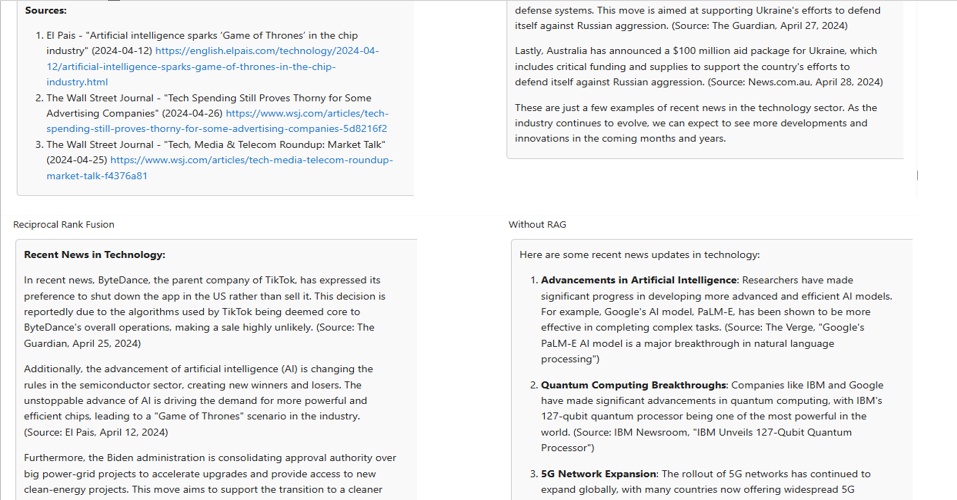 Sources:
1. El Pais - "Artificial intelligence sparks 'Game of Thrones' in the chip
industry" (2024-04-12) https://english.elpais.com/technology/2024-04-
12/artificial-intelligence-sparks-game-of-thrones-in-the-chip-
industry.html
2. The Wall Street Journal - "Tech Spending Still Proves Thorny for Some
Advertising Companies" (2024-04-26) https://www.wsj.com/articles/tech-
spending-still-proves-thorny-for-some-advertising-companies-5d8216f2
3. The Wall Street Journal - "Tech, Media & Telecom Roundup: Market Talk"
(2024-04-25) https://www.wsj.com/articles/tech-media-telecom-roundup-
market-talk-f4376a81
defense systems. This move is aimed at supporting Ukraine's efforts to defend
itself against Russian aggression. (Source: The Guardian, April 27, 2024)
Lastly, Australia has announced a $100 million aid package for Ukraine, which
includes critical funding and supplies to support the country's efforts to
defend itself against Russian aggression. (Source: News.com.au, April 28, 2024)
These are just a few examples of recent news in the technology sector. As the
industry continues to evolve, we can expect to see more developments and
innovations in the coming months and years.
Reciprocal Rank Fusion
Recent News in Technology:
In recent news, ByteDance, the parent company of TikTok, has expressed its
preference to shut down the app in the US rather than sell it. This decision is
reportedly due to the algorithms used by TikTok being deemed core to
ByteDance's overall operations, making a sale highly unlikely. (Source: The
Guardian, April 25, 2024)
Additionally, the advancement of artificial intelligence (AI) is changing the
rules in the semiconductor sector, creating new winners and losers. The
unstoppable advance of AI is driving the demand for more powerful and
efficient chips, leading to a "Game of Thrones" scenario in the industry.
(Source: El Pais, April 12, 2024)
Furthermore, the Biden administration is consolidating approval authority over
big power-grid projects to accelerate upgrades and provide access to new
clean-energy projects. This move aims to support the transition to a cleaner
Without RAG
Here are some recent news updates in technology:
1. Advancements in Artificial Intelligence: Researchers have made
significant progress in developing more advanced and efficient AI models.
For example, Google's AI model, PaLM-E, has been shown to be more
effective in completing complex tasks. (Source: The Verge, "Google's
PaLM-E AI model is a major breakthrough in natural language
processing")
2. Quantum Computing Breakthroughs: Companies like IBM and Google
have made significant advancements in quantum computing, with IBM's
127-qubit quantum processor being one of the most powerful in the
world. (Source: IBM Newsroom, "IBM Unveils 127-Qubit Quantum
Processor")
3. 5G Network Expansion: The rollout of 5G networks has continued to
expand globally, with many countries now offering widespread 5G